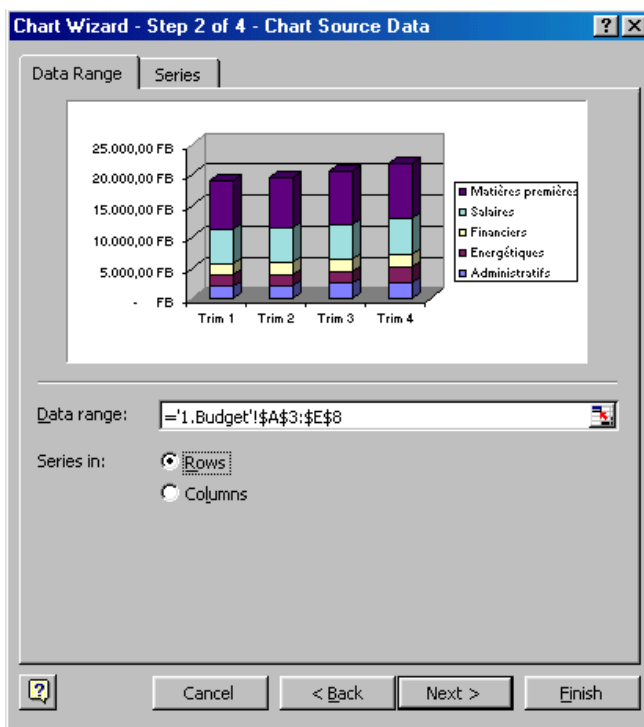 Chart Wizard - Step 2 of 4 - Chart Source Data
Data Range
Series
25.000,00 FB
20.000,00 FB
15.000,00 FB
10.000,00 FB
5.000,00 FB
- FB
Trim 1 Trim 2 Trim 3 Trim 4
Matières premières
Salaires
Financiers
Energétiques
Administratifs
Data range: ='1.Budget'!$A$3:$E$8
Series in: Rows
Columns
Cancel < Back Next > Finish